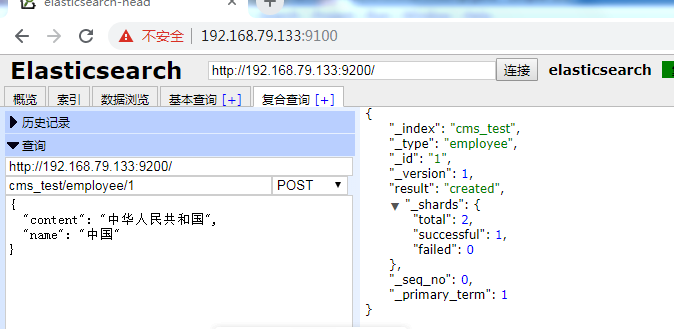 elasticsearch-head
不安全 192.168.79.133:9100
Elasticsearch http://192.168.79.133:9200/ 连接 elasticsearch
概览 索引 数据浏览 基本查询 [+] 复合查询 [+]
历史记录
查询
http://192.168.79.133:9200/
cms_test/employee/1 POST
{
"content": "中华人民共和国",
"name": "中国"
}
{
"_index": "cms_test",
"_type": "employee",
"_id": "1",
"_version": 1,
"result": "created",
"_shards": {
"total": 2,
"successful": 1,
"failed": 0
},
"_seq_no": 0,
"_primary_term": 1
}